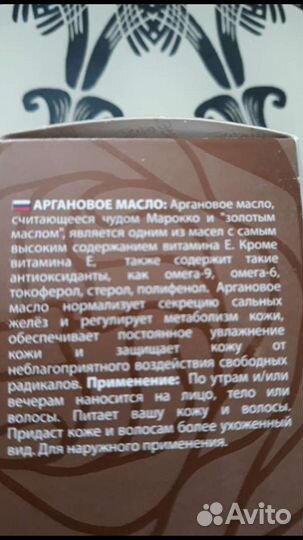 АРГАНОВОЕ МАСЛО: Аргановое масло,
считающееся чудом Марокко и "золотым
маслом", является одним из масел с самым
высоким содержанием витамина Е. Кроме
витамина Е, также содержит такие
антиоксиданты, как омега-9, омега-6,
токоферол, стерол, полифенол. Аргановое
масло нормализует секрецию сальных
желёз и регулирует метаболизм кожи,
обеспечивает постоянное увлажнение
кожи и защищает кожу от
неблагоприятного воздействия свободных
радикалов. Применение: По утрам и/или
вечерам наносится на лицо, тело или
волосы. Питает вашу кожу и волосы.
Придаст коже и волосам более ухоженный
вид. Для наружного применения.
Avito